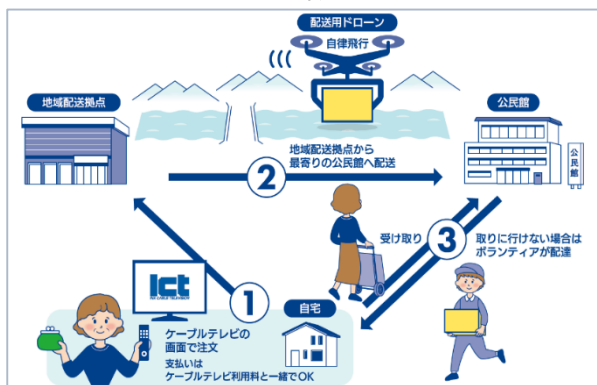 配送用ドローン
自律飛行
地域配送拠点
公民館
公民館
地域配送拠点から
最寄りの公民館へ配送
2
受け取り
3
取りに行けない場合は
ボランティアが配達
ict
1
自宅
ケーブルテレビの
画面で注文
支払いは
ケーブルテレビ利用料と一緒でOK